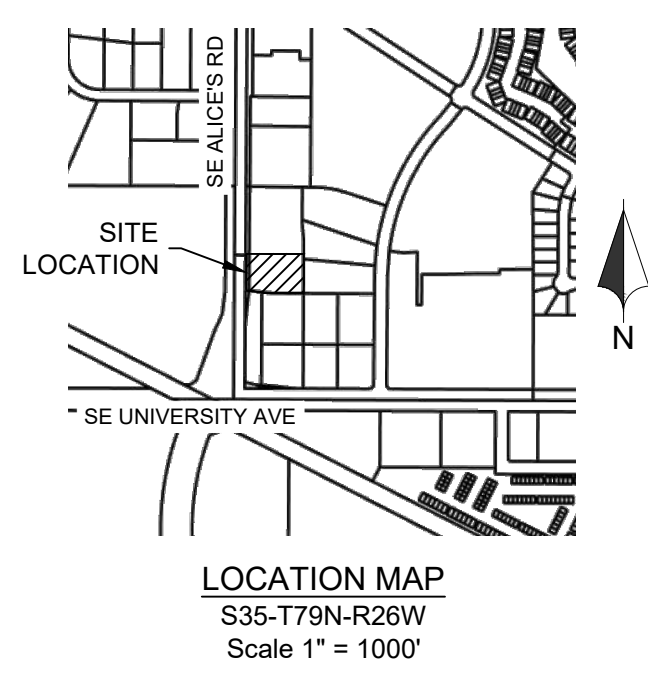 SE ALICE'S RD
SITE
LOCATION
N
SE UNIVERSITY AVE
LOCATION MAP
S35-T79N-R26W
Scale 1" = 1000'